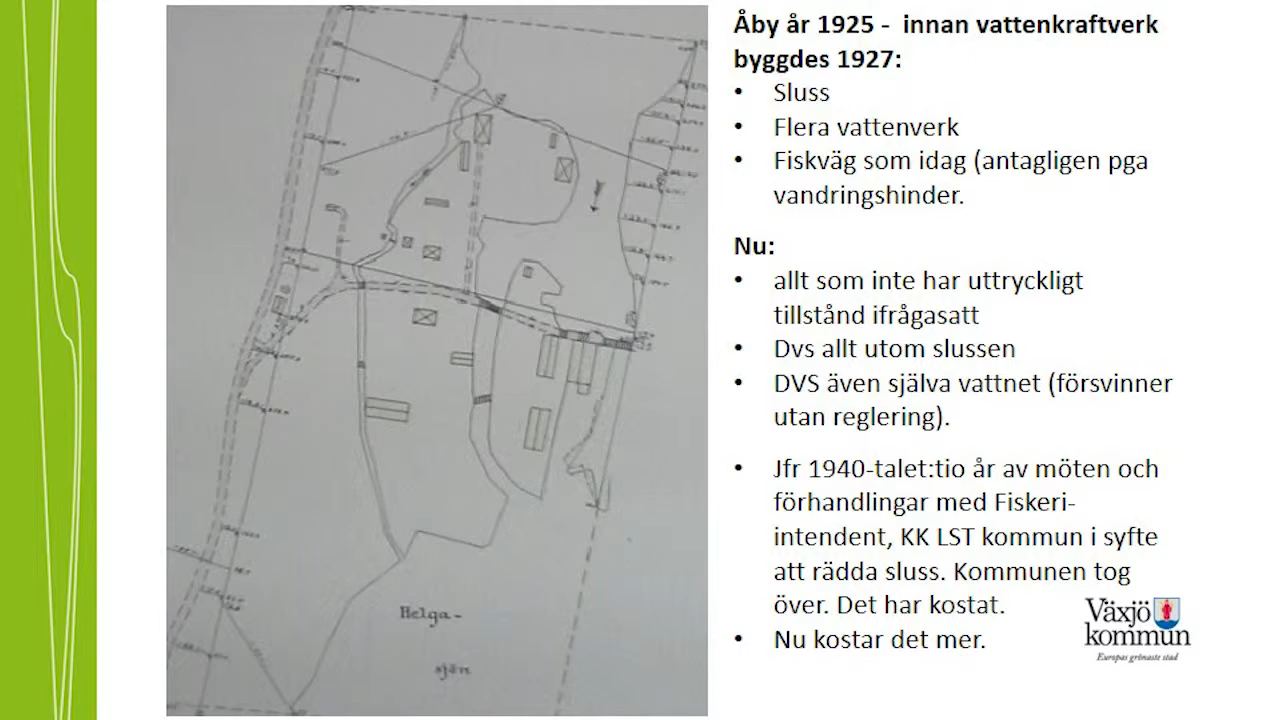 Åby år 1925 - innan vattenkraftverk
byggdes 1927:
• Sluss
• Flera vattenverk
• Fiskväg som idag (antagligen pga
vandringshinder.
Nu:
• allt som inte har uttryckligt
tillstånd ifrågasatt
• Dvs allt utom slussen
• DVS även själva vattnet (försvinner
utan reglering).
• Jfr 1940-talet:tio år av möten och
förhandlingar med Fiskeri-
intendent, KK LST kommun i syfte
att rädda sluss. Kommunen tog
över. Det har kostat.
• Nu kostar det mer.
Helga-
sjön
Växjö
kommun
Europas grönaste stad